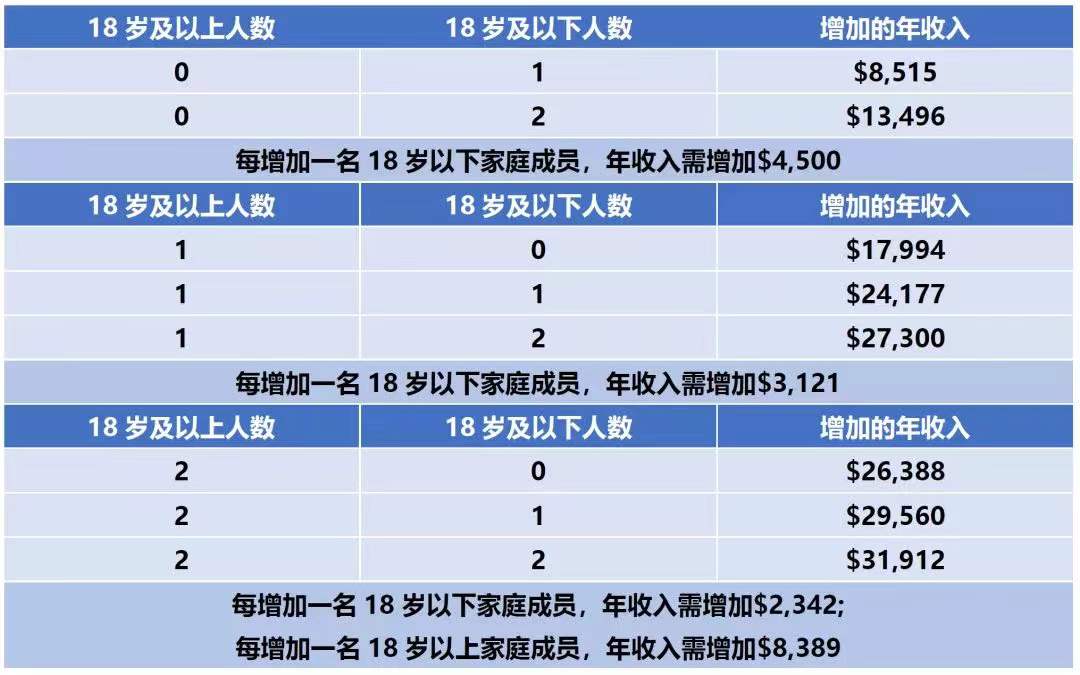 18 岁及以上人数 18 岁及以下人数 增加的年收入
0 1 $8,515
0 2 $13,496
每增加一名 18 岁以下家庭成员，年收入需增加$4,500
18 岁及以上人数 18 岁及以下人数 增加的年收入
1 0 $17,994
1 1 $24,177
1 2 $27,300
每增加一名 18 岁以下家庭成员，年收入需增加$3,121
18 岁及以上人数 18 岁及以下人数 增加的年收入
2 0 $26,388
2 1 $29,560
2 2 $31,912
每增加一名 18 岁以下家庭成员，年收入需增加$2,342;
每增加一名 18 岁以上家庭成员，年收入需增加$8,389